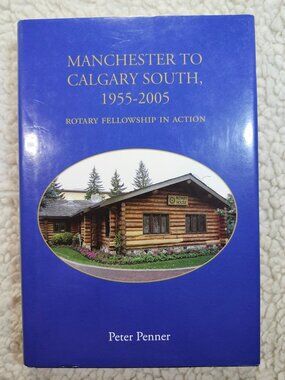 MANCHESTER TO
CALGARY SOUTH,
1955-2005
ROTARY FELLOWSHIP IN ACTION
Peter Penner